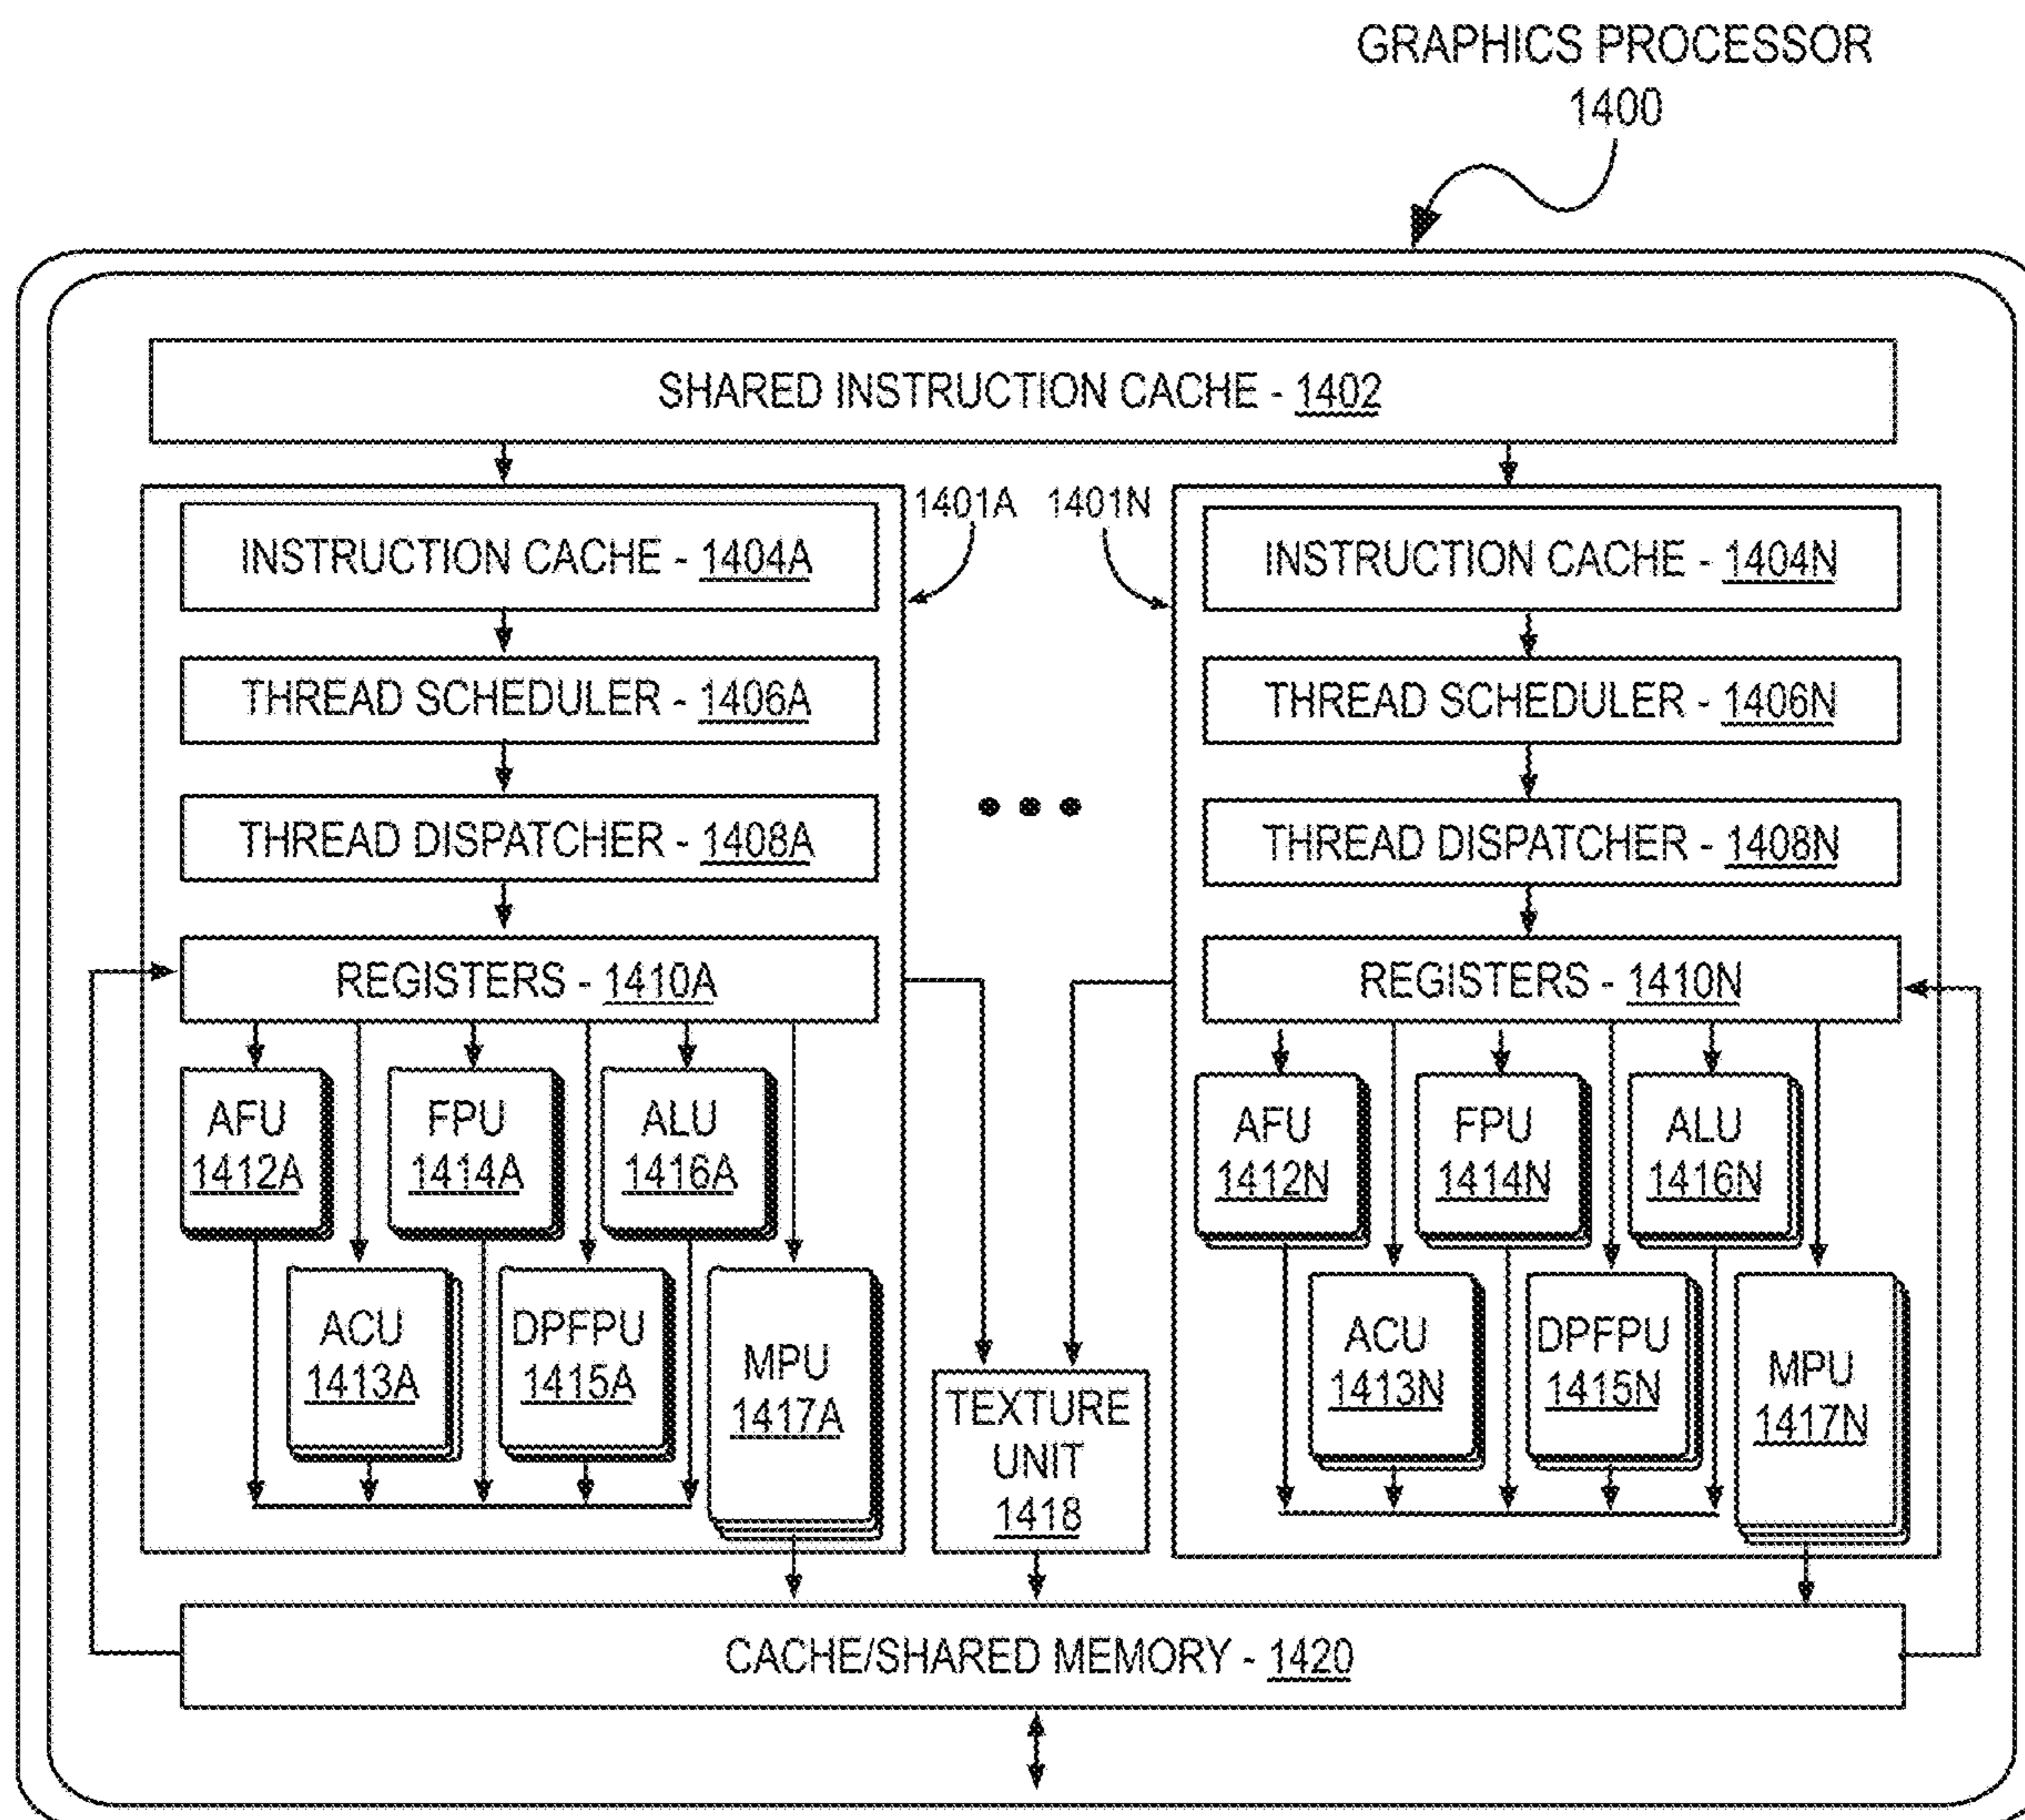 GRAPHICS PROCESSOR
1400
SHARED INSTRUCTION CACHE - 1402
1401A
1401N
INSTRUCTION CACHE - 1404A
THREAD SCHEDULER - 1406A
THREAD DISPATCHER - 1408A
REGISTERS - 1410A
AFU
1412A
FPU
1414A
ALU
1416A
ACU
1413A
DPFPU
1415A
MPU
1417A
INSTRUCTION CACHE - 1404N
THREAD SCHEDULER - 1406N
THREAD DISPATCHER - 1408N
REGISTERS - 1410N
AFU
1412N
FPU
1414N
ALU
1416N
ACU
1413N
DPFPU
1415N
MPU
1417N
TEXTURE
UNIT
1418
CACHE/SHARED MEMORY - 1420